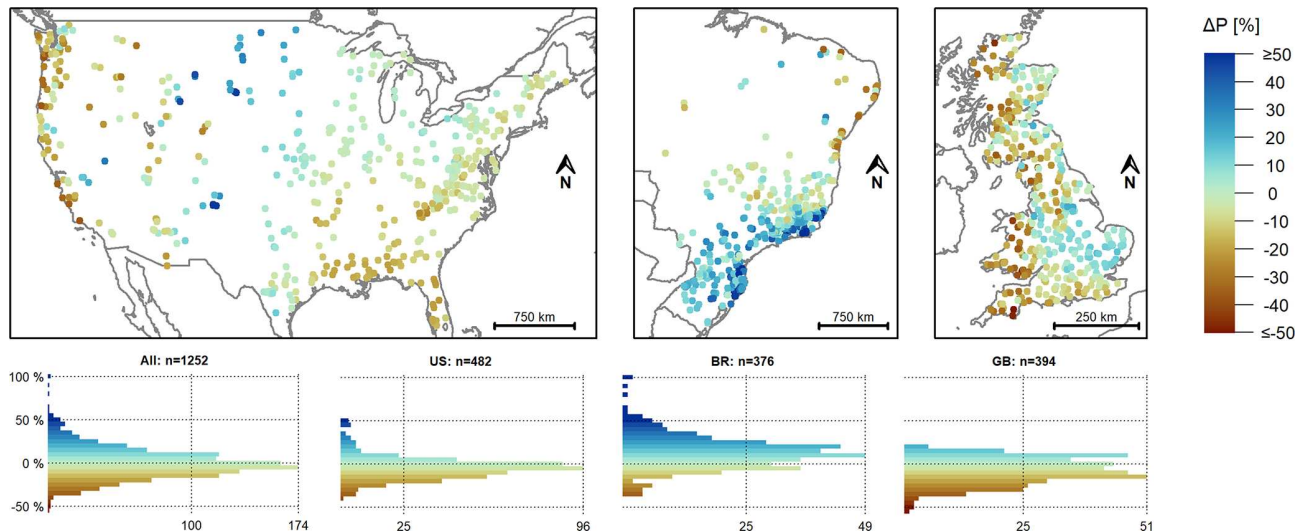 ΔP [%]
≥50
40
30
20
10
0
-10
-20
-30
-40
≤-50
N
750 km
N
750 km
N
250 km
All: n=1252
US: n=482
BR: n=376
GB: n=394
100 %
50 %
0 %
-50 %
100 174
25 96
25 49
25 51